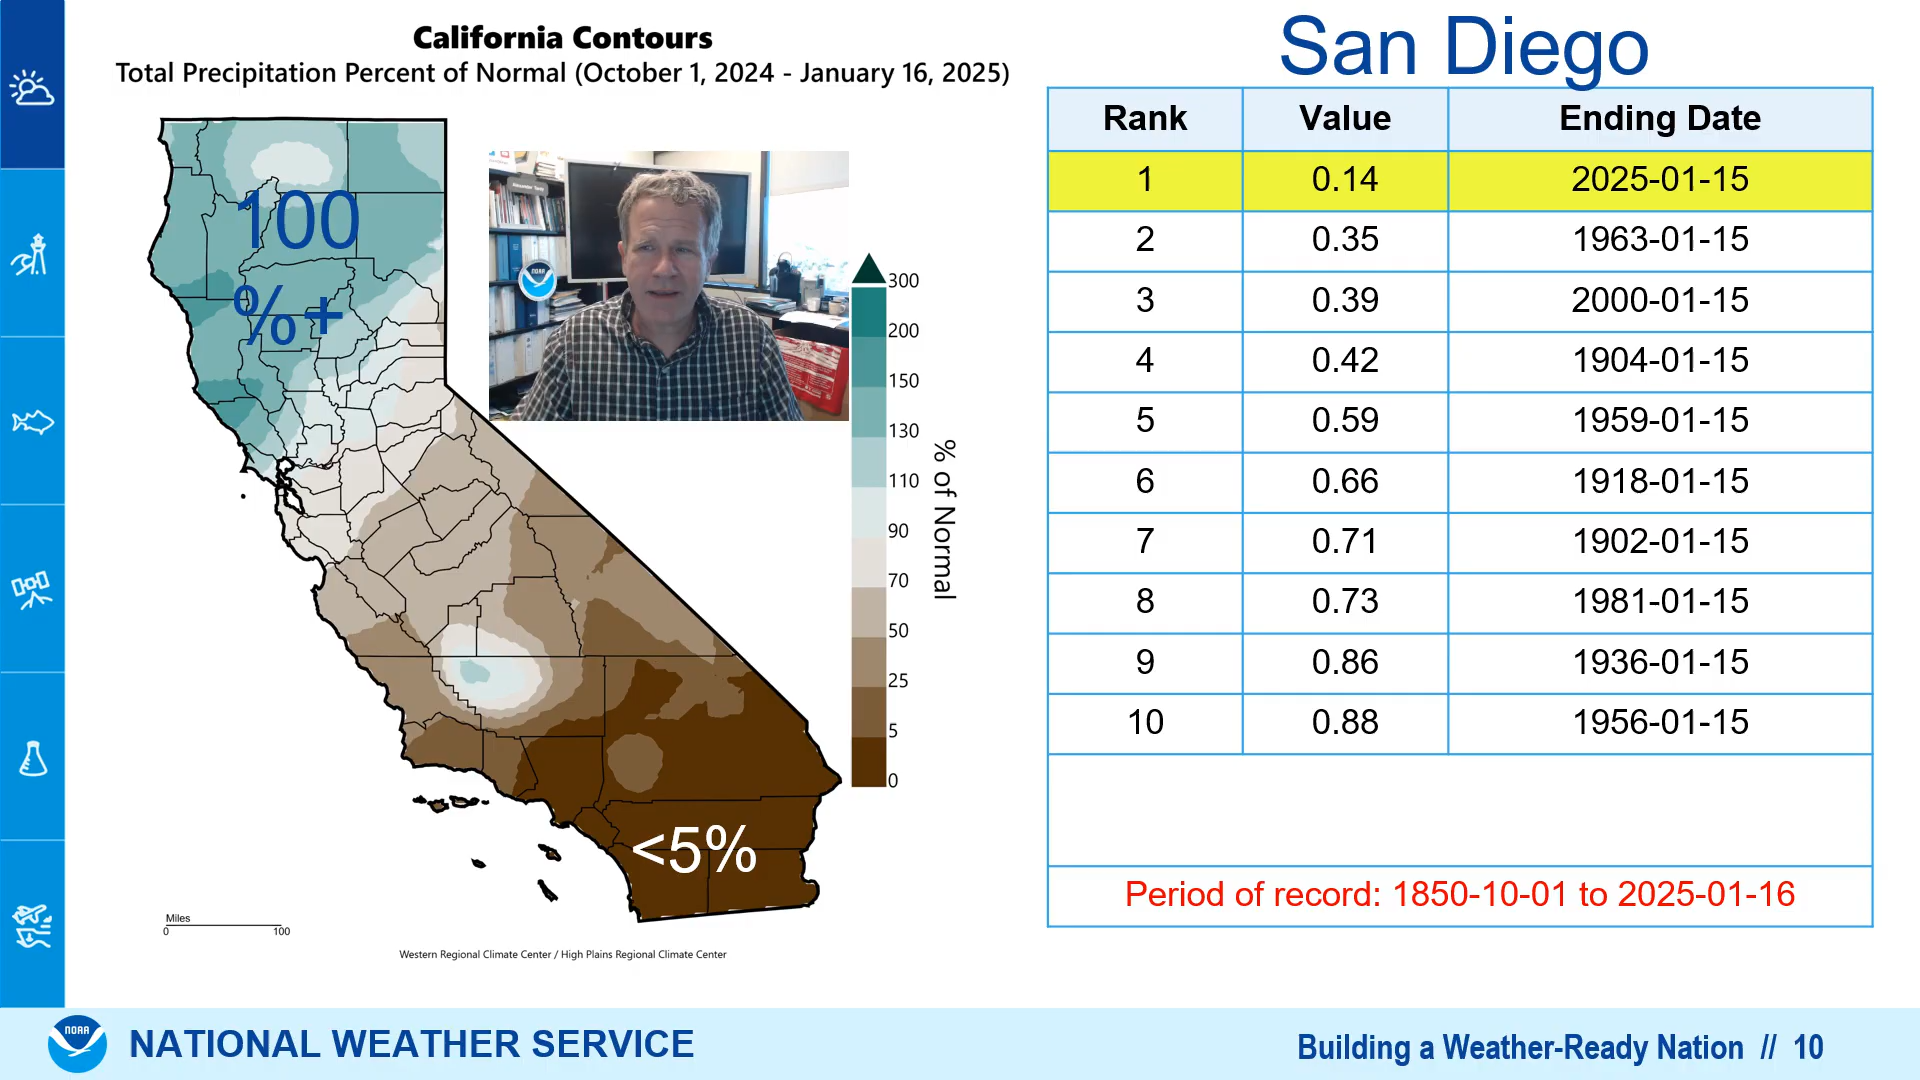 California Contours
Total Precipitation Percent of Normal (October 1, 2024 - January 16, 2025)
100
%+
<5%
300
200
150
130
110
90
70
50
25
5
0
% of Normal
Miles
0 100
Western Regional Climate Center / High Plains Regional Climate Center
San Diego
Rank Value Ending Date
1 0.14 2025-01-15
2 0.35 1963-01-15
3 0.39 2000-01-15
4 0.42 1904-01-15
5 0.59 1959-01-15
6 0.66 1918-01-15
7 0.71 1902-01-15
8 0.73 1981-01-15
9 0.86 1936-01-15
10 0.88 1956-01-15
Period of record: 1850-10-01 to 2025-01-16
NOAA
NOAA
NATIONAL WEATHER SERVICE
Building a Weather-Ready Nation // 10